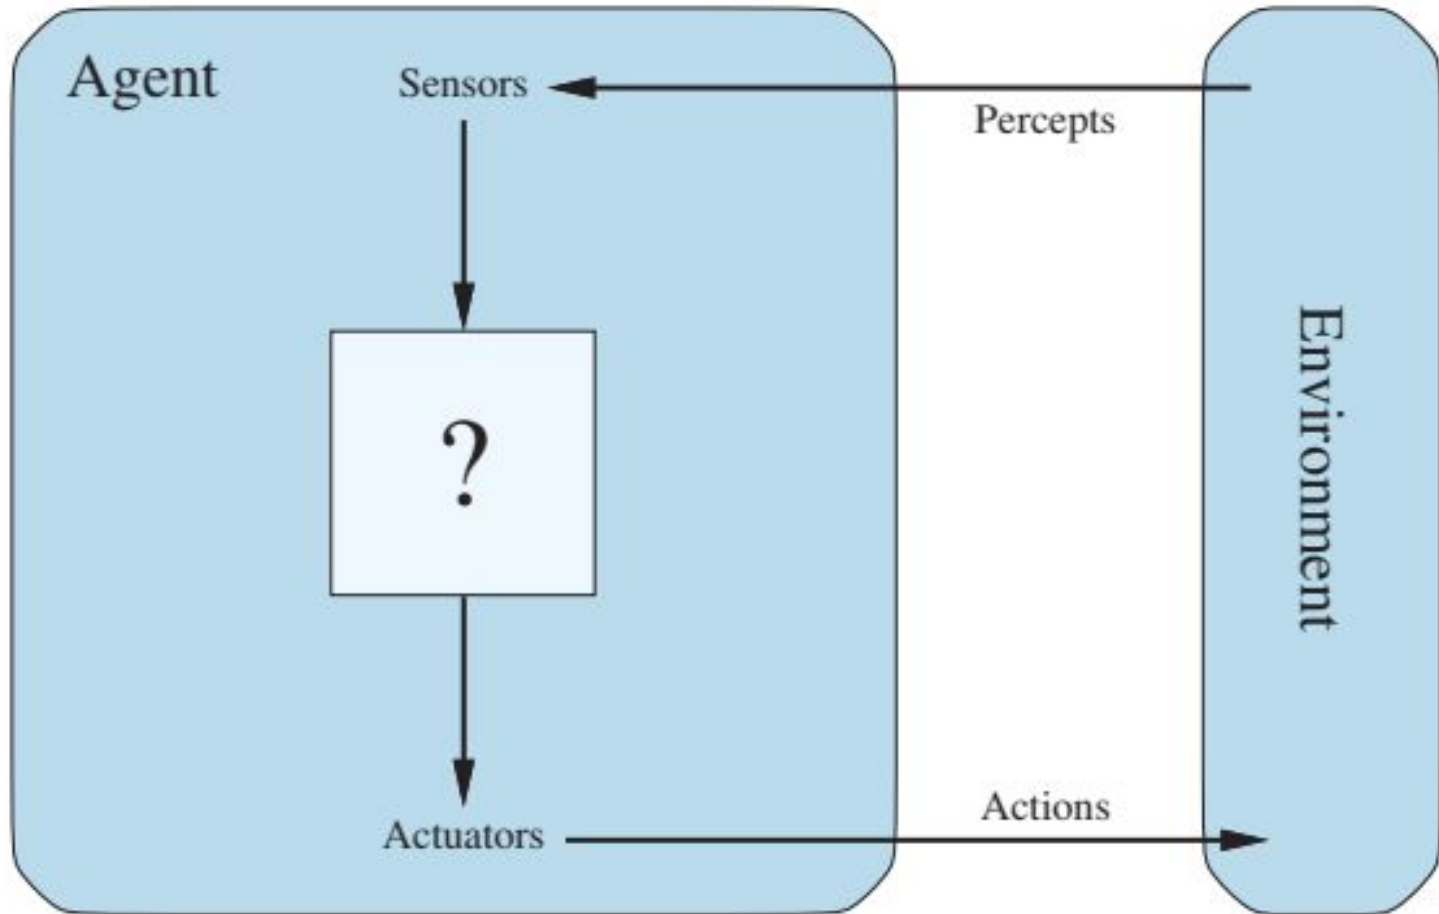 Agent
Sensors
Percepts
?
Environment
Actions
Actuators